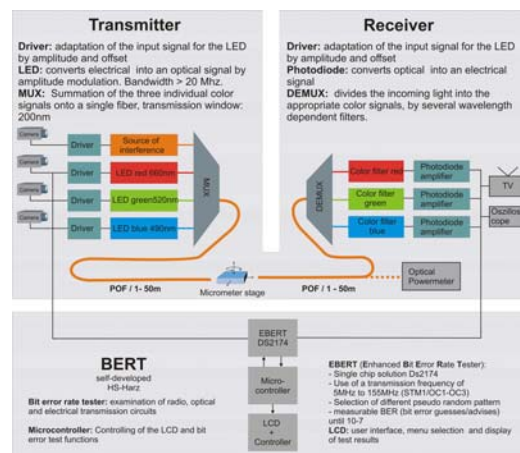 Transmitter
Driver: adaptation of the input signal for the LED
by amplitude and offset
LED: converts electrical into an optical signal by
amplitude modulation. Bandwidth > 20 Mhz.
MUX: Summation of the three individual color
signals onto a single fiber, transmission window:
200nm
Receiver
Driver: adaptation of the input signal for the LED
by amplitude and offset
Photodiode: converts optical into an electrical
signal
DEMUX: divides the incoming light into the
appropriate color signals, by several wavelength
dependent filters.
Camera
Driver
Source of
interference
Camera
Driver
LED red 660nm
Camera
Driver
LED green520nm
Camera
Driver
LED blue 490nm
MUX
DEMUX
Color filter red
Photodiode
amplifier
Color filter
green
Photodiode
amplifier
Color filter
blue
Photodiode
amplifier
TV
Oszillos
cope
POF / 1- 50m
Micrometer stage
POF / 1- 50m
Optical
Powermeter
BERT
self-developed
HS-Harz
Bit error rate tester: examination of radio, optical
and electrical transmission circuits
Microcontroller: Controlling of the LCD and bit
error test functions
EBERT
DS2174
Micro-
controller
LCD
+
Controller
EBERT (Enhanced Bit Error Rate Tester):
- Single chip solution Ds2174
- Use of a transmission frequency of
5MHz to 155MHz (STM1/OC1-OC3)
- Selection of different pseudo random pattern
- measurable BER (bit error guesses/advises)
until 10-7
LCD: user interface, menu selection and display
of test results